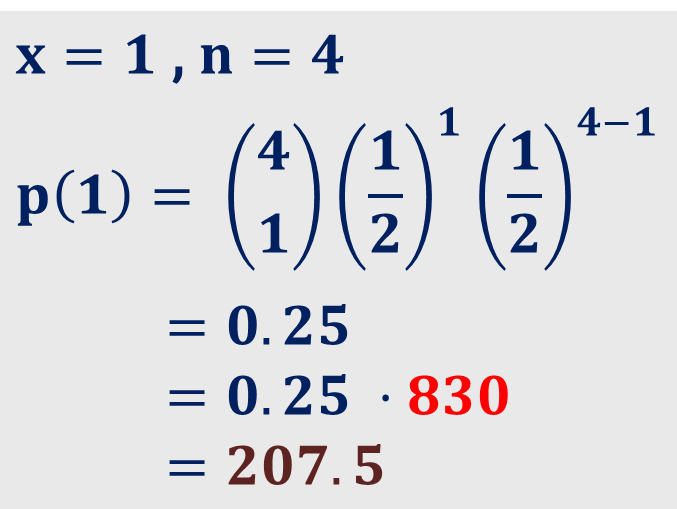 x = 1 , n = 4
p(1) = (4 1) (1/2)^1 (1/2)^4−1
= 0.25
= 0.25 · 830
= 207.5